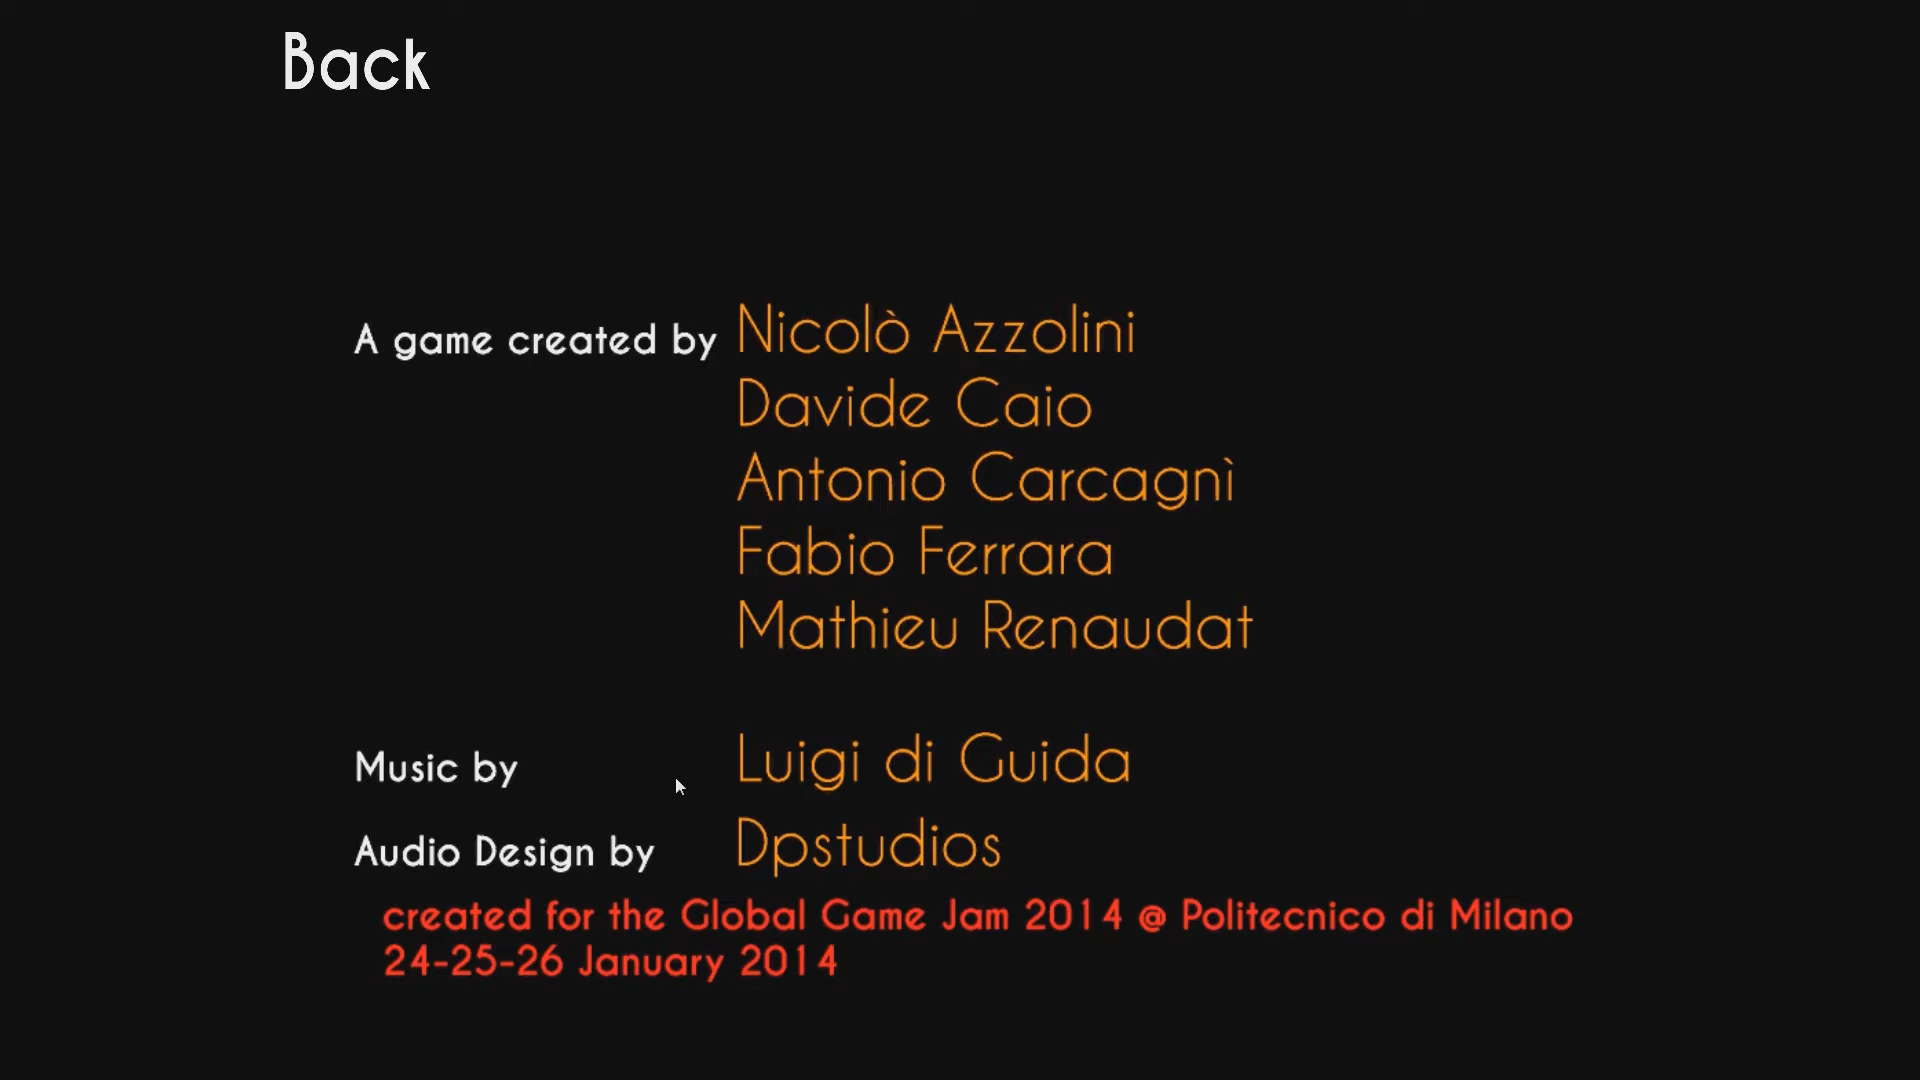 Back
A game created by Nicolò Azzolini
Davide Caio
Antonio Carcagnì
Fabio Ferrara
Mathieu Renaudat
Music by Luigi di Guida
Audio Design by Dpstudios
created for the Global Game Jam 2014 @ Politecnico di Milano
24-25-26 January 2014